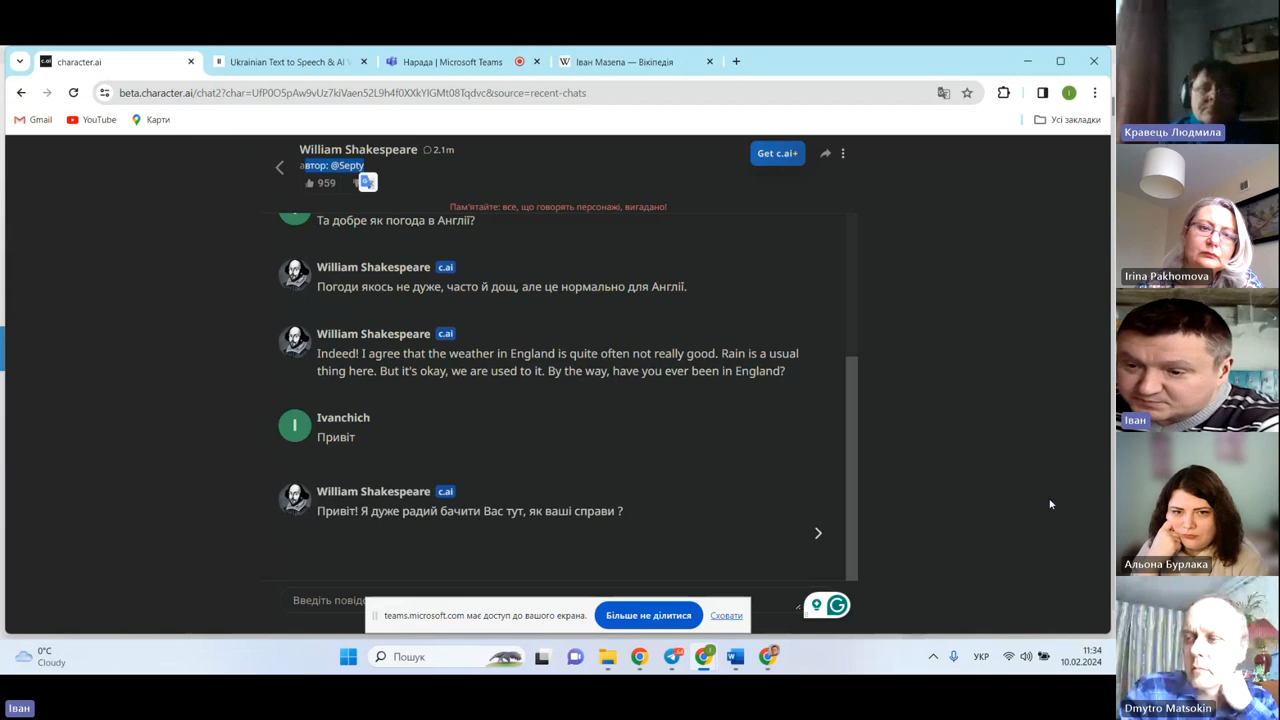 character.ai
Ukrainian Text to Speech & AI
Нарада | Microsoft Teams
Іван Мазепа — Вікіпедія
beta.character.ai/chat2?char=UfP0O5pAw9vUz7kiVaen52L9h4f0XXkYlGMt08Tqdvc&source=recent-chats
Gmail
YouTube
Карти
Усі закладки
William Shakespeare
2.1m
автор: @Septy
959
Get c.ai+
Пам'ятайте: все, що говорять персонажі, вигадано!
Та добре як погода в Англії?
William Shakespeare c.ai
Погоди якось не дуже, часто й дощ, але це нормально для Англії.
William Shakespeare c.ai
Indeed! I agree that the weather in England is quite often not really good. Rain is a usual
thing here. But it's okay, we are used to it. By the way, have you ever been in England?
I
Ivanchich
Привіт
William Shakespeare c.ai
Привіт! Я дуже радий бачити Вас тут, як ваші справи ?
Введіть
teams.microsoft.com має доступ до вашого екрана.
Більше не ділитися
Сховати
0°C
Cloudy
Пошук
УКР
11:34
10.02.2024
Іван
Кравець Людмила
Irina Pakhomova
Іван
Альона Бурлака
Dmytro Matsokin